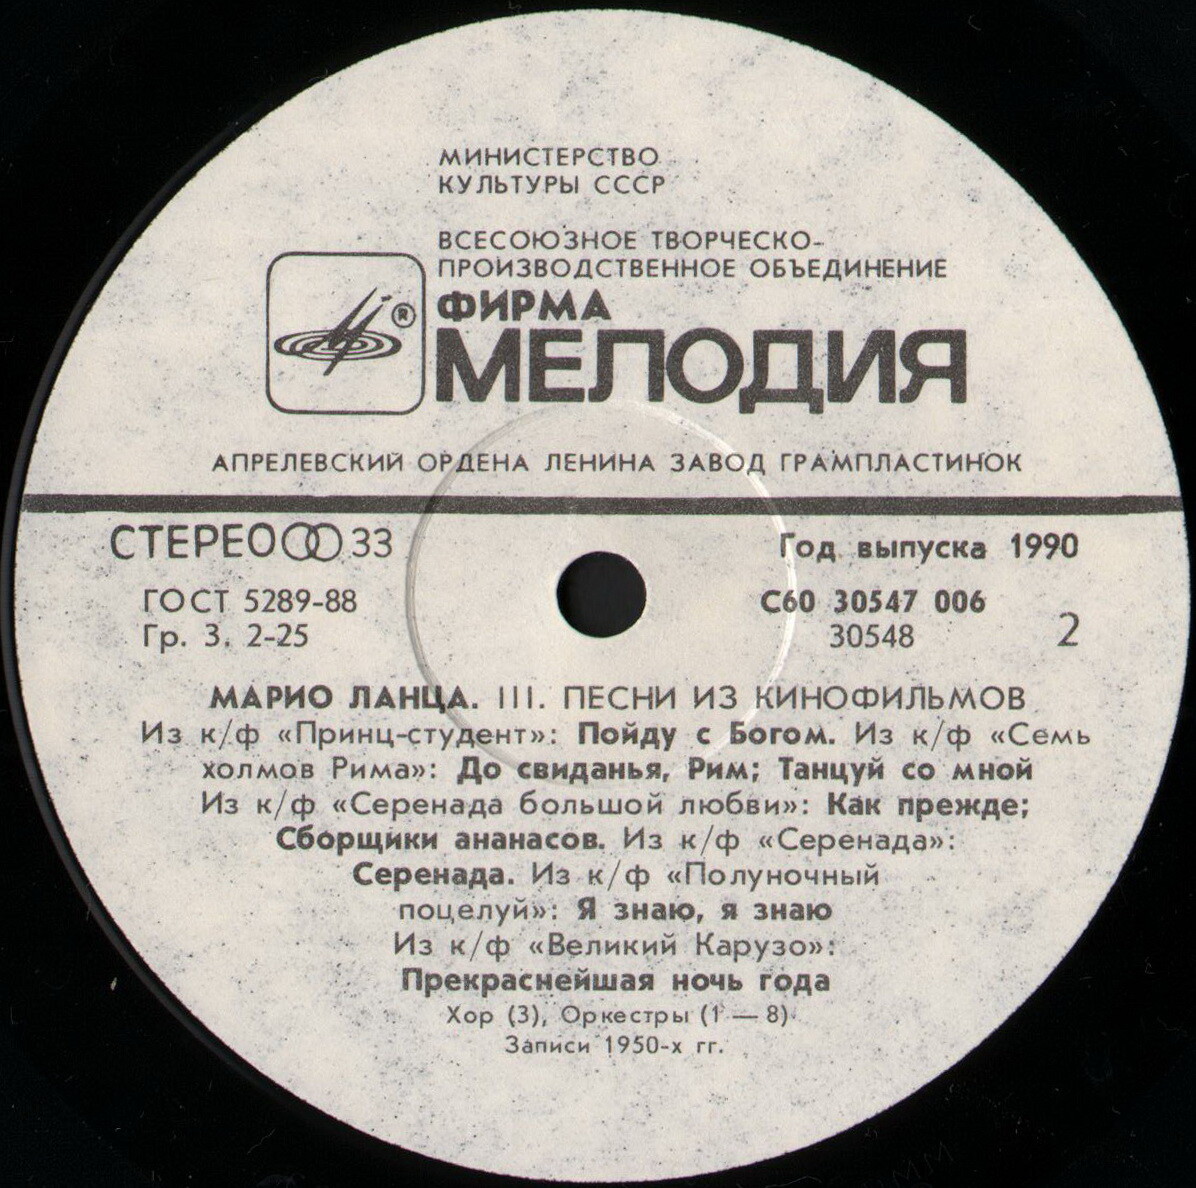 МИНИСТЕРСТВО
КУЛЬТУРЫ СССР
ВСЕСОЮЗНОЕ ТВОРЧЕСКО-
ПРОИЗВОДСТВЕННОЕ ОБЪЕДИНЕНИЕ
ФИРМА
®
МЕЛОДИЯ
АПРЕЛЕВСКИЙ ОРДЕНА ЛЕНИНА ЗАВОД ГРАМПЛАСТИНОК
СТЕРЕО 33
Год выпуска 1990
ГОСТ 5289-88
С60 30547 006
Гр. 3. 2-25
30548
2
МАРИО ЛАНЦА. III. ПЕСНИ ИЗ КИНОФИЛЬМОВ
Из к/ф «Принц-студент»: Пойду с Богом. Из к/ф «Семь
холмов Рима»: До свиданья, Рим; Танцуй со мной
Из к/ф «Серенада большой любви»: Как прежде;
Сборщики ананасов. Из к/ф «Серенада»:
Серенада. Из к/ф «Полуночный
поцелуй»: Я знаю, я знаю
Из к/ф «Великий Карузо»:
Прекраснейшая ночь года
Хор (3), Оркестры (1 — 8)
Записи 1950-х гг.